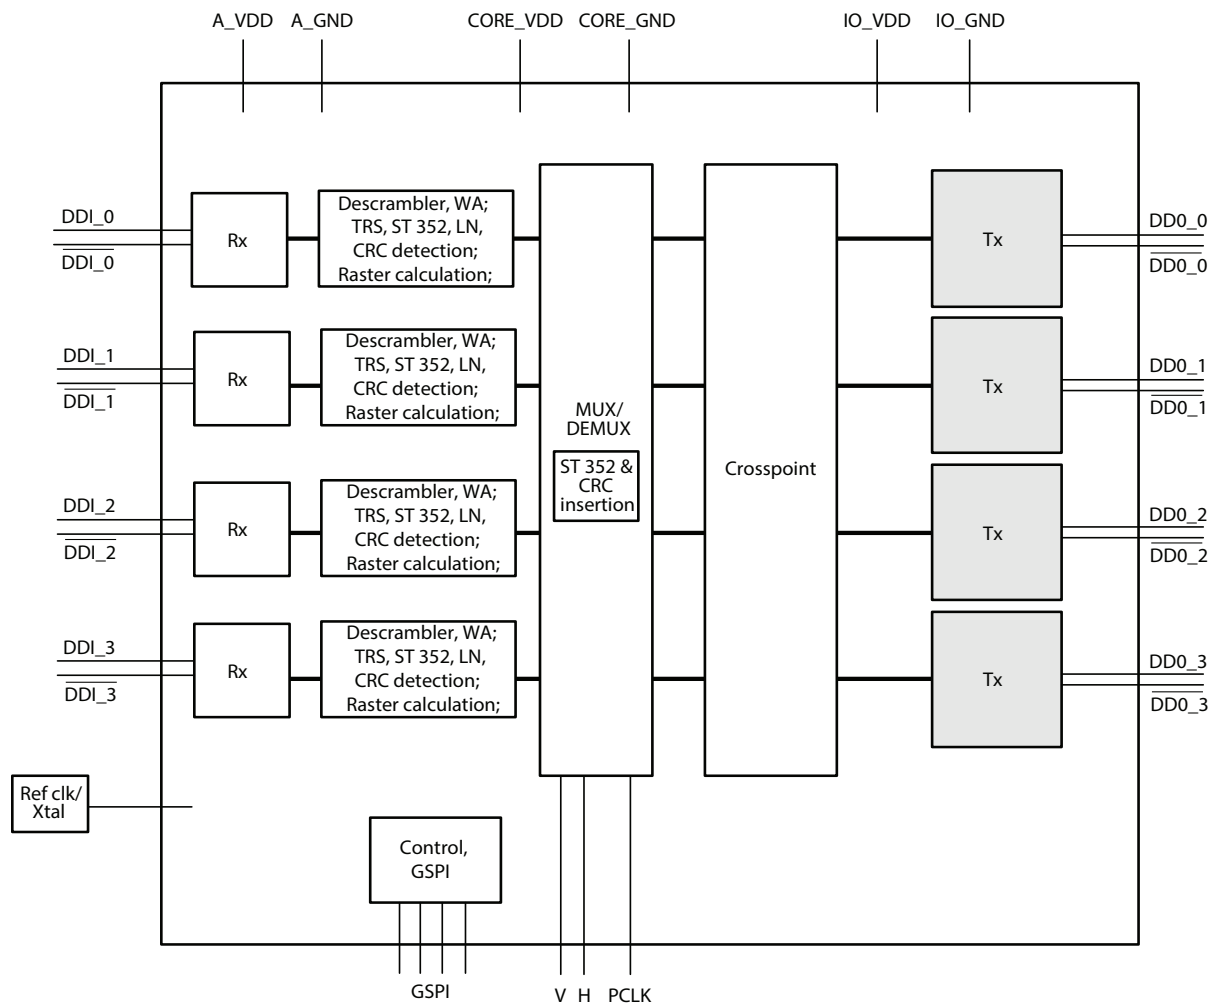 A_VDD
A_GND
CORE_VDD
CORE_GND
IO_VDD
IO_GND
DDI_0
DDI_0
Rx
Descrambler, WA;
TRS, ST 352, LN,
CRC detection;
Raster calculation;
Tx
DD0_0
DD0_0
DDI_1
DDI_1
Rx
Descrambler, WA;
TRS, ST 352, LN,
CRC detection;
Raster calculation;
Tx
DD0_1
DD0_1
MUX/
DEMUX
ST 352 &
CRC
insertion
Crosspoint
DDI_2
DDI_2
Rx
Descrambler, WA;
TRS, ST 352, LN,
CRC detection;
Raster calculation;
Tx
DD0_2
DD0_2
DDI_3
DDI_3
Rx
Descrambler, WA;
TRS, ST 352, LN,
CRC detection;
Raster calculation;
Tx
DD0_3
DD0_3
Ref clk/
Xtal
Control,
GSPI
GSPI
V
H
PCLK